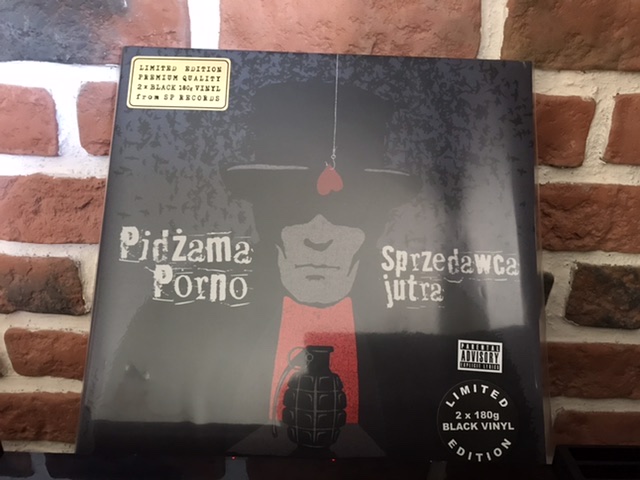 LIMITED EDITION
PREMIUM QUALITY
2 x BLACK 180g VINYL
from SP RECORDS
Pidżama
Porno
Sprzedawca
jutra
PARENTAL
ADVISORY
EXPLICIT LYRICS
LIMITED
2 x 180g
BLACK VINYL
EDITION